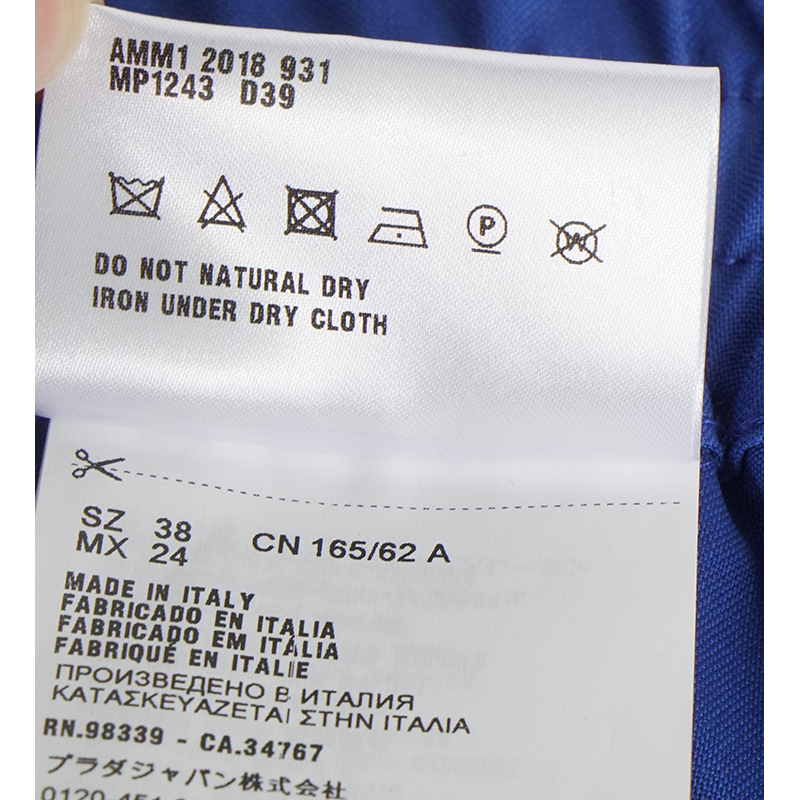 AMM1 2018 931
MP1243 D39
P
W
DO NOT NATURAL DRY
IRON UNDER DRY CLOTH
SZ 38
MX 24
CN 165/62 A
MADE IN ITALY
FABRICADO EN ITALIA
FABRICADO EM ITÁLIA
FABRIQUÉ EN ITALIE
ПРОИЗВЕДЕНО В ИТАЛИЯ
ΚΑΤΑΣΚΕΥΑΖΕΤΑΙ ΣΤΗΝ ΙΤΑΛΙΑ
RN.98339 - CA.34767
プラダジャパン株式会社
0120